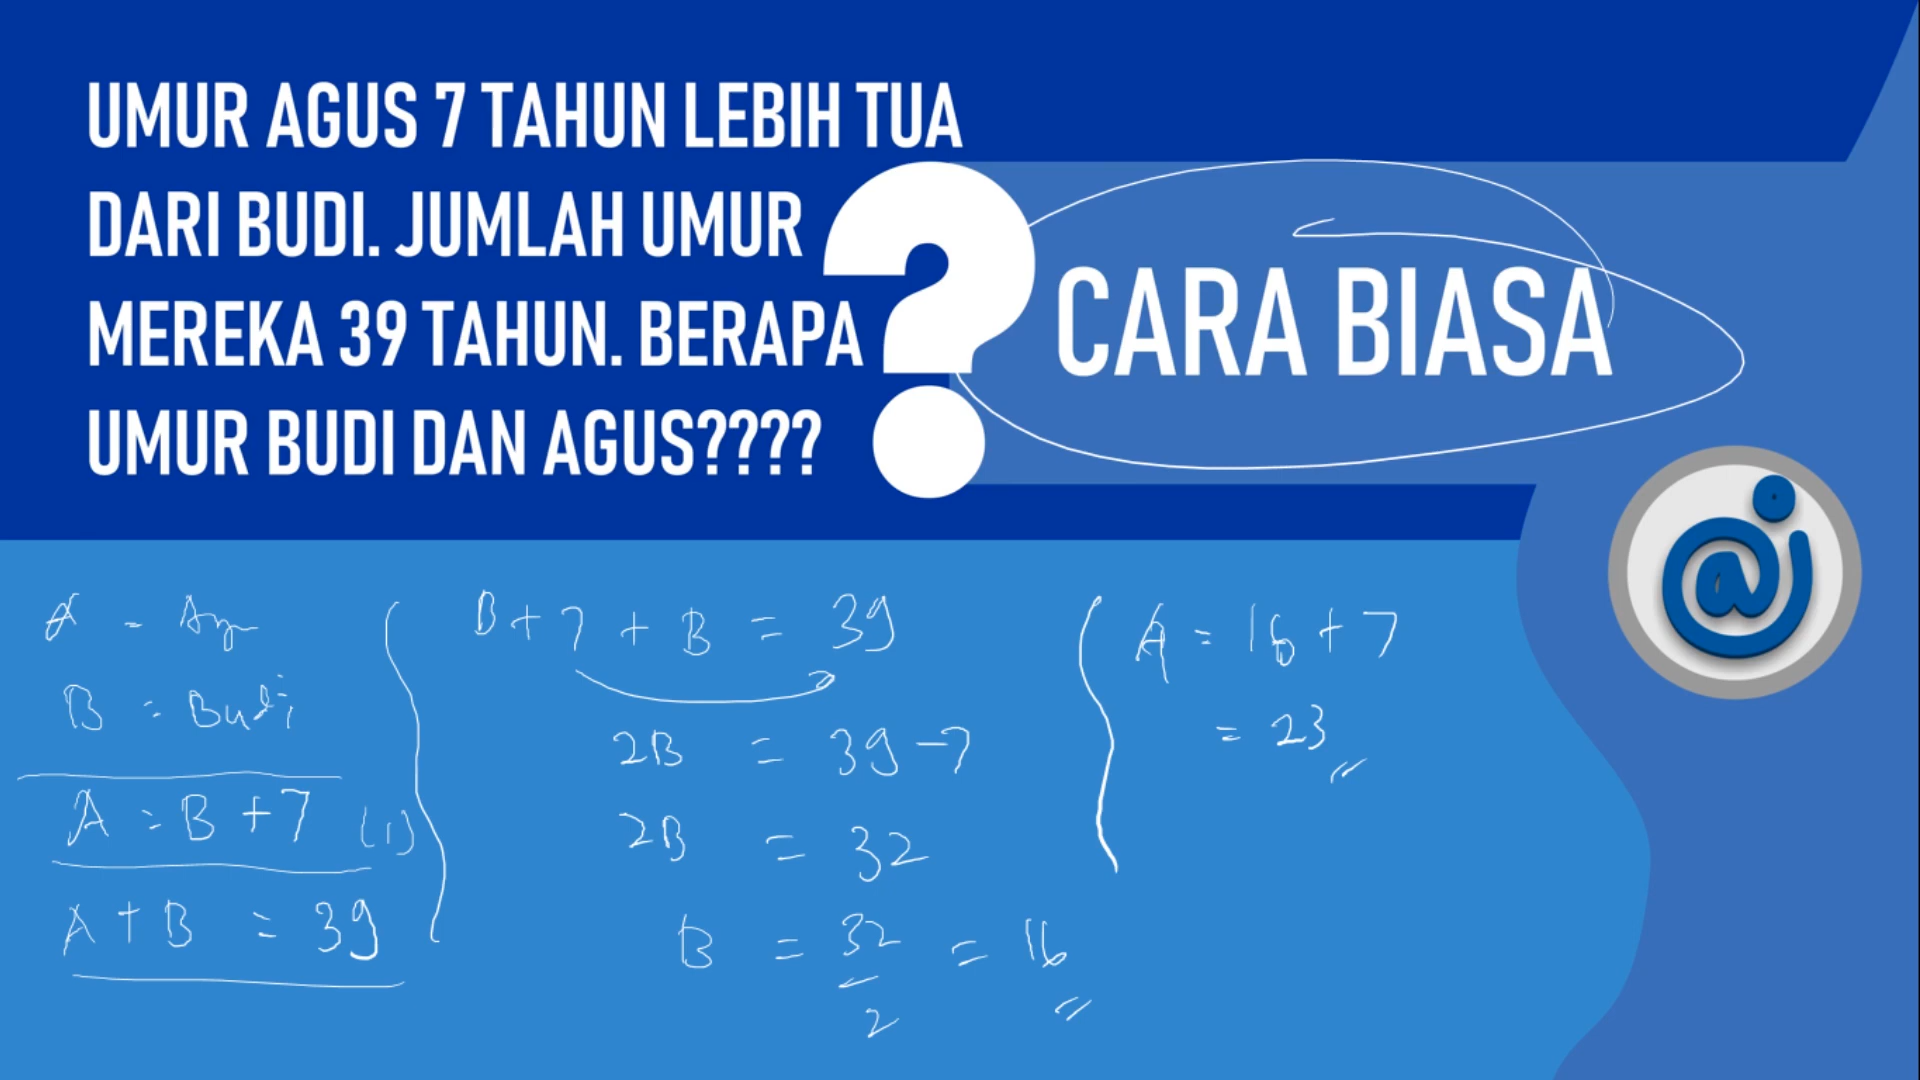 UMUR AGUS 7 TAHUN LEBIH TUA
DARI BUDI. JUMLAH UMUR
MEREKA 39 TAHUN. BERAPA
UMUR BUDI DAN AGUS????
?
CARA BIASA
A =
B = Budi
A = B + 7 (1)
A + B = 39
B + 7 + B = 39
2B = 39 - 7
2B = 32
B = 32/2 = 16
A = 16 + 7
= 23